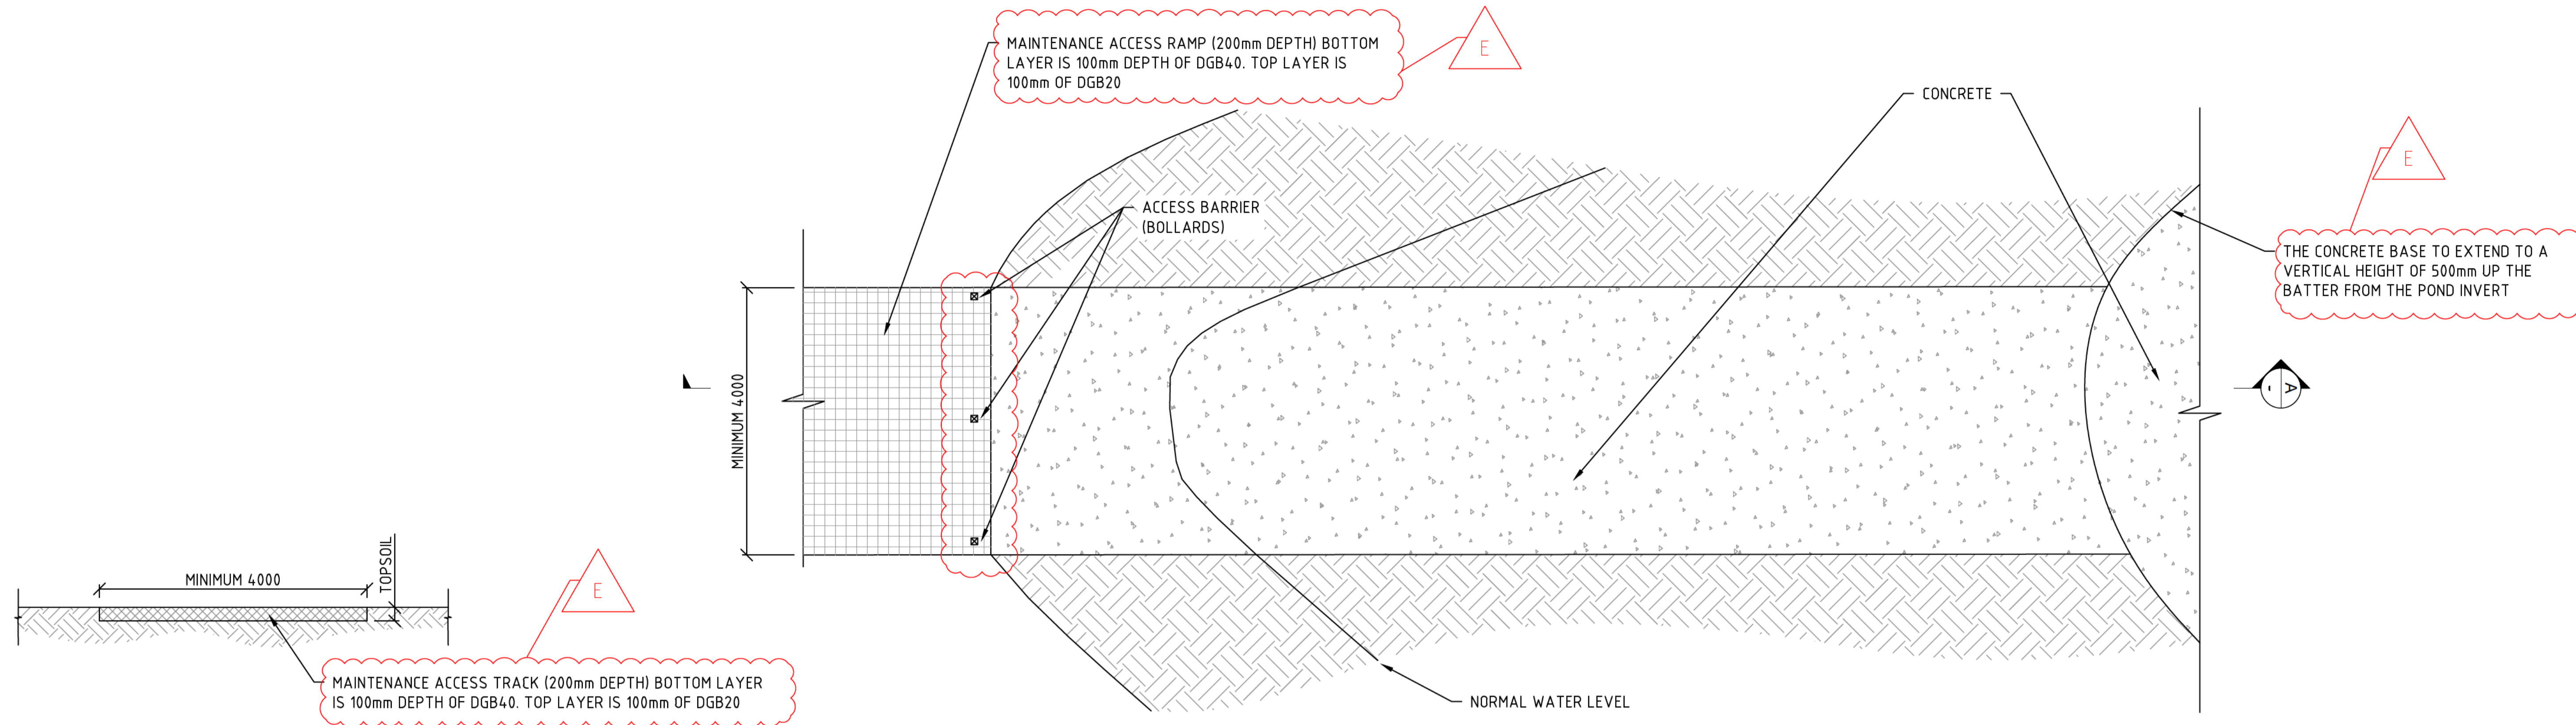 MAINTENANCE ACCESS RAMP (200mm DEPTH) BOTTOM
LAYER IS 100mm DEPTH OF DGB40. TOP LAYER IS
100mm OF DGB20
E
CONCRETE
E
ACCESS BARRIER
(BOLLARDS)
THE CONCRETE BASE TO EXTEND TO A
VERTICAL HEIGHT OF 500mm UP THE
BATTER FROM THE POND INVERT
MINIMUM 4000
A
-
MINIMUM 4000
TOPSOIL
E
MAINTENANCE ACCESS TRACK (200mm DEPTH) BOTTOM LAYER
IS 100mm DEPTH OF DGB40. TOP LAYER IS 100mm OF DGB20
NORMAL WATER LEVEL